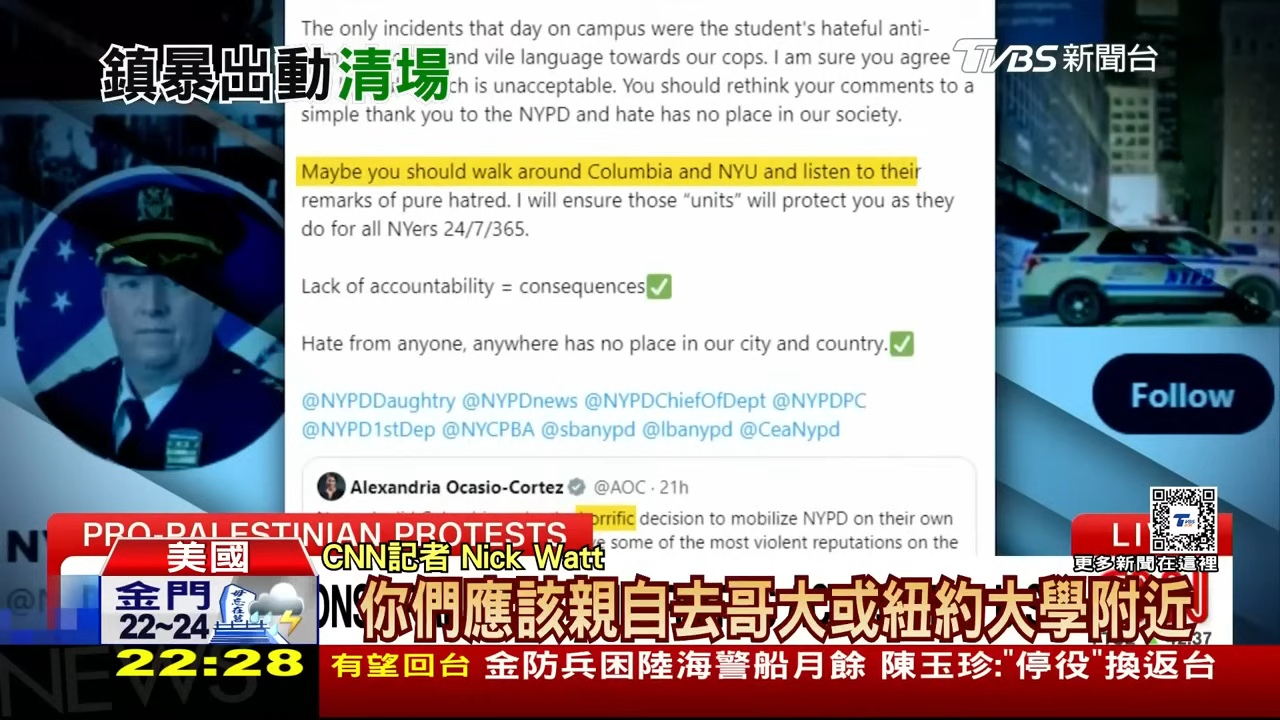 The only incidents that day on campus were the student's hateful anti-
and vile language towards our cops. I am sure you agree
ch is unacceptable. You should rethink your comments to a
simple thank you to the NYPD and hate has no place in our society.
鎮暴出動清場
TVBS新聞台
Maybe you should walk around Columbia and NYU and listen to their
remarks of pure hatred. I will ensure those “units” will protect you as they
do for all NYers 24/7/365.
Lack of accountability = consequences✅
Hate from anyone, anywhere has no place in our city and country.✅
@NYPDDaughtry @NYPDnews @NYPDChiefOfDept @NYPDPC
@NYPD1stDep @NYCPBA @sbanypd @lbanypd @CeaNypd
NYPD
Follow
Alexandria Ocasio-Cortez @AOC · 21h
orrific decision to mobilize NYPD on their own
some of the most violent reputations on the
PRO-PALESTINIAN PROTESTS
TVBS
更多新聞在這裡
美國
CNN記者 Nick Watt
你們應該親自去哥大或紐約大學附近
金門
22~24
毋忘在莒
22:28
有望回台 金防兵困陸海警船月餘 陳玉珍:"停役"換返台
NEWS